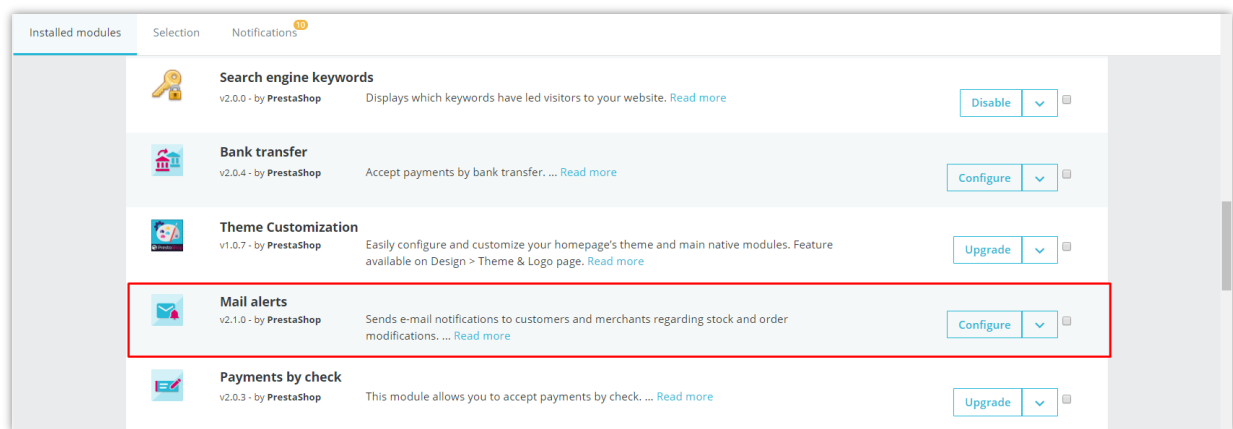 Installed modules Selection Notifications 10
Search engine keywords
v2.0.0 - by PrestaShop Displays which keywords have led visitors to your website. Read more Disable
Bank transfer
v2.0.4 - by PrestaShop Accept payments by bank transfer. ... Read more Configure
Theme Customization
v1.0.7 - by PrestaShop Easily configure and customize your homepage's theme and main native modules. Feature
available on Design > Theme & Logo page. Read more Upgrade
Mail alerts
v2.1.0 - by PrestaShop Sends e-mail notifications to customers and merchants regarding stock and order
modifications. ... Read more Configure
Payments by check
v2.0.3 - by PrestaShop This module allows you to accept payments by check. ... Read more Upgrade